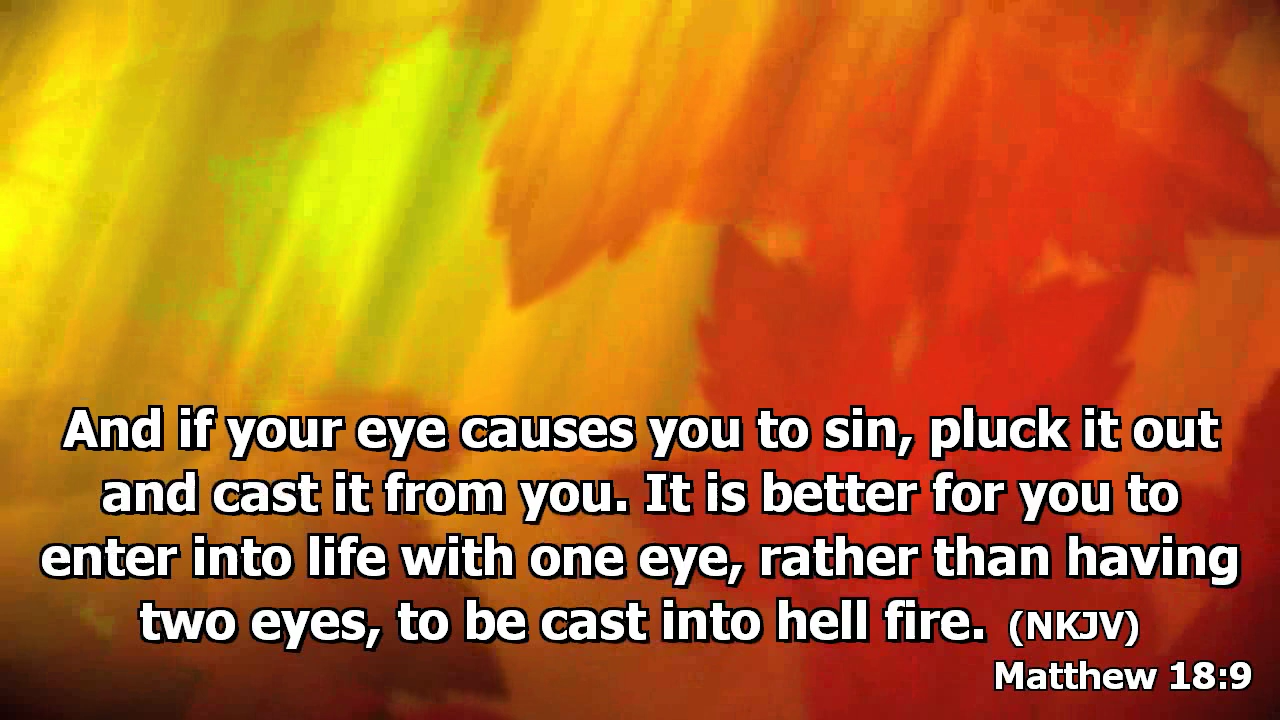 And if your eye causes you to sin, pluck it out
and cast it from you. It is better for you to
enter into life with one eye, rather than having
two eyes, to be cast into hell fire. (NKJV)
Matthew 18:9